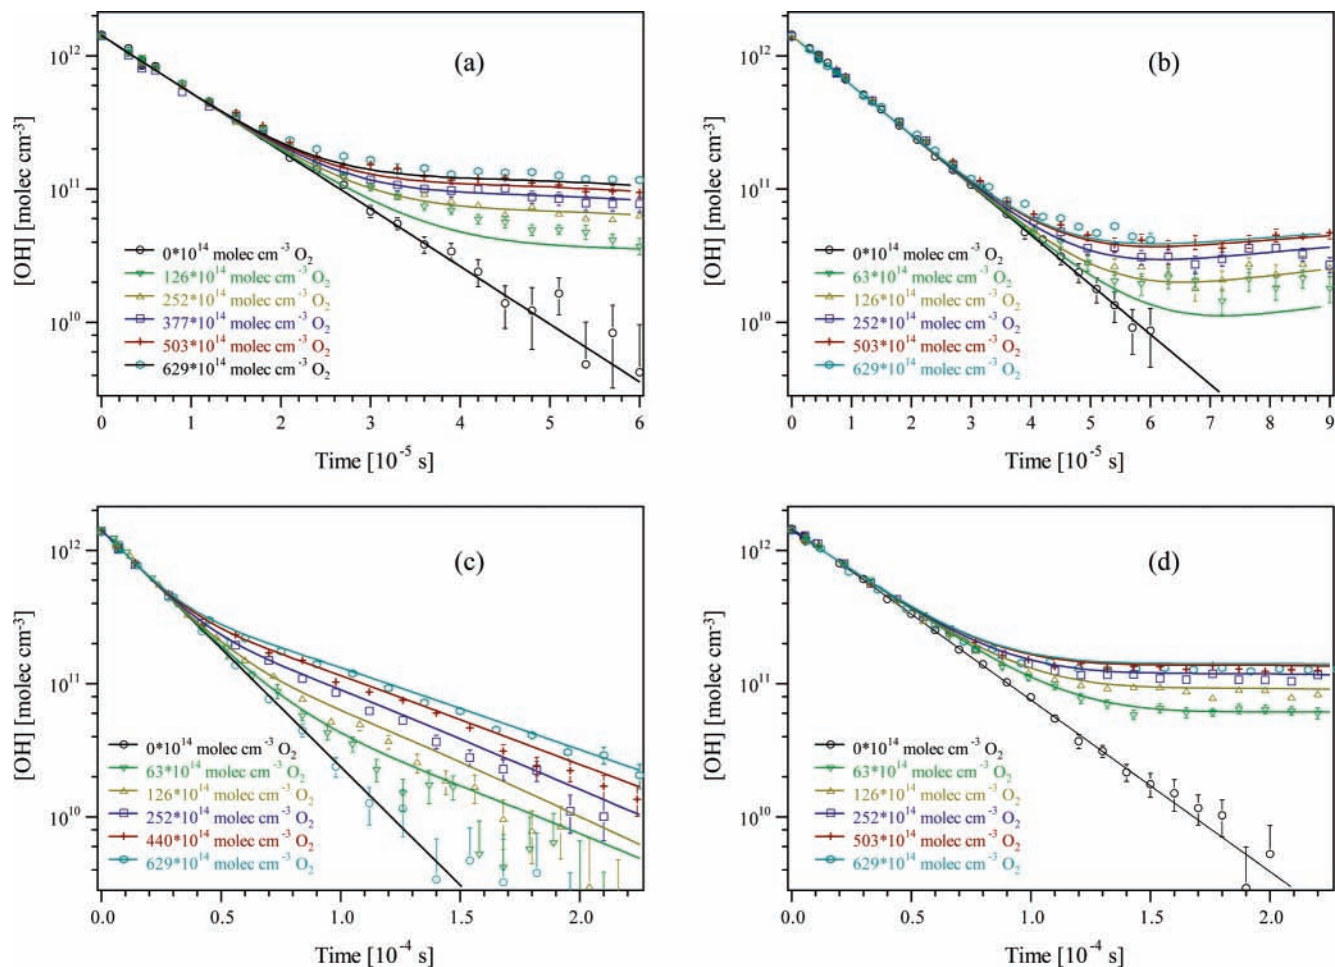 (a)
10¹²
10¹¹
10¹⁰
[OH] [molec cm⁻³]
0*10¹⁴ molec cm⁻³ O₂
126*10¹⁴ molec cm⁻³ O₂
252*10¹⁴ molec cm⁻³ O₂
377*10¹⁴ molec cm⁻³ O₂
503*10¹⁴ molec cm⁻³ O₂
629*10¹⁴ molec cm⁻³ O₂
0 1 2 3 4 5 6
Time [10⁻⁵ s]
(b)
10¹²
10¹¹
10¹⁰
[OH] [molec cm⁻³]
0*10¹⁴ molec cm⁻³ O₂
63*10¹⁴ molec cm⁻³ O₂
126*10¹⁴ molec cm⁻³ O₂
252*10¹⁴ molec cm⁻³ O₂
503*10¹⁴ molec cm⁻³ O₂
629*10¹⁴ molec cm⁻³ O₂
0 1 2 3 4 5 6 7 8 9
Time [10⁻⁵ s]
(c)
10¹²
10¹¹
10¹⁰
[OH] [molec cm⁻³]
0*10¹⁴ molec cm⁻³ O₂
63*10¹⁴ molec cm⁻³ O₂
126*10¹⁴ molec cm⁻³ O₂
252*10¹⁴ molec cm⁻³ O₂
440*10¹⁴ molec cm⁻³ O₂
629*10¹⁴ molec cm⁻³ O₂
0.0 0.5 1.0 1.5 2.0
Time [10⁻⁴ s]
(d)
10¹²
10¹¹
10¹⁰
[OH] [molec cm⁻³]
0*10¹⁴ molec cm⁻³ O₂
63*10¹⁴ molec cm⁻³ O₂
126*10¹⁴ molec cm⁻³ O₂
252*10¹⁴ molec cm⁻³ O₂
503*10¹⁴ molec cm⁻³ O₂
629*10¹⁴ molec cm⁻³ O₂
0.0 0.5 1.0 1.5 2.0
Time [10⁻⁴ s]